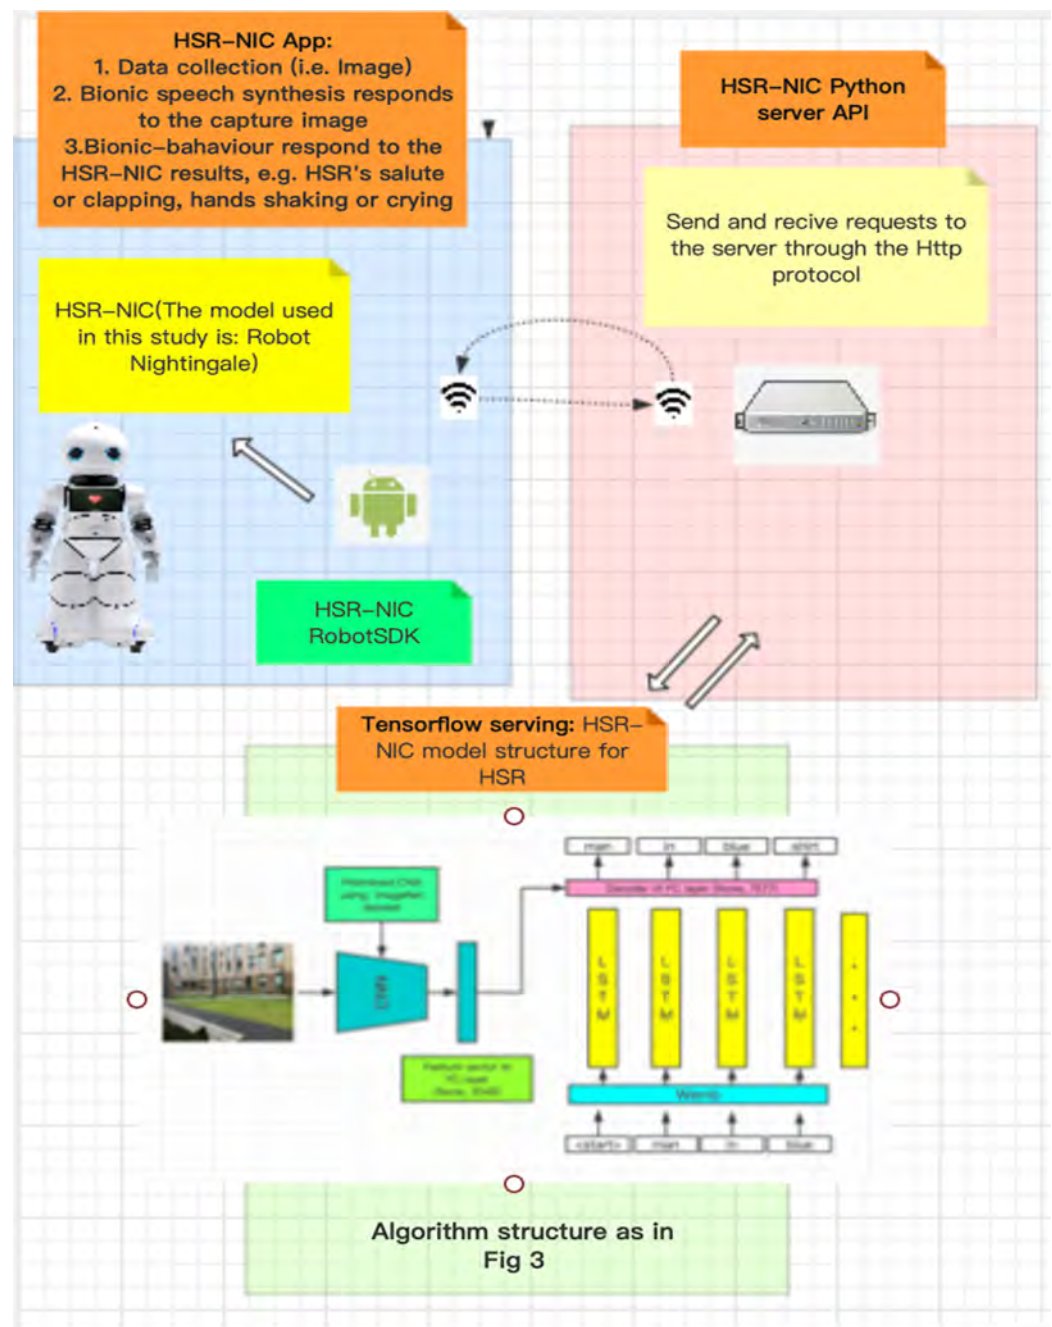 HSR-NIC App:
1. Data collection (i.e. Image)
2. Bionic speech synthesis responds
to the capture image
3.Bionic-bahaviour respond to the
HSR-NIC results, e.g. HSR's salute
or clapping, hands shaking or crying
HSR-NIC Python
server API
Send and recive requests to
the server through the Http
protocol
HSR-NIC(The model used
in this study is: Robot
Nightingale)
HSR-NIC
RobotSDK
Tensorflow serving: HSR-
NIC model structure for
HSR
man in blue shirt
CNN
LSTM LSTM LSTM LSTM
<start> man in blue
Algorithm structure as in
Fig 3